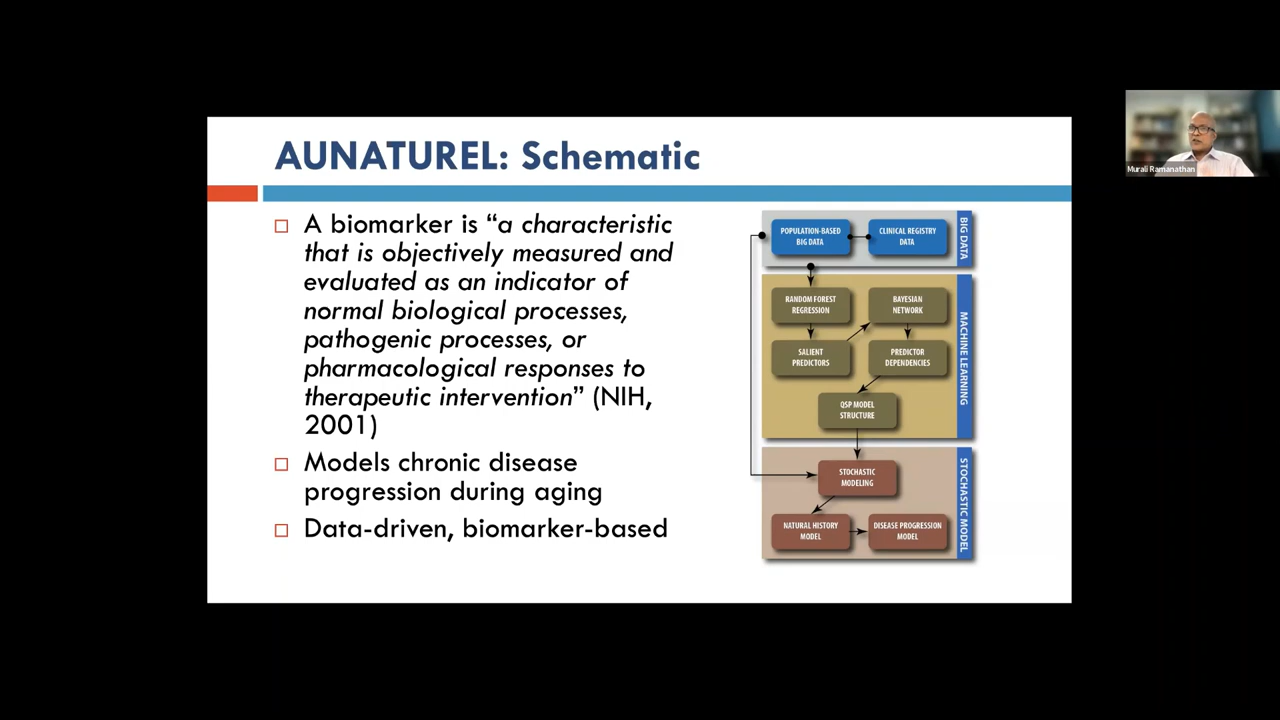 AUNATUREL: Schematic
□ A biomarker is “a characteristic
that is objectively measured and
evaluated as an indicator of
normal biological processes,
pathogenic processes, or
pharmacological responses to
therapeutic intervention” (NIH,
2001)
□ Models chronic disease
progression during aging
□ Data-driven, biomarker-based
POPULATION-BASED
BIG DATA
CLINICAL REGISTRY
DATA
BIG DATA
RANDOM FOREST
REGRESSION
BAYESIAN
NETWORK
SALIENT
PREDICTORS
PREDICTOR
DEPENDENCIES
QSP MODEL
STRUCTURE
MACHINE LEARNING
STOCHASTIC
MODELING
NATURAL HISTORY
MODEL
DISEASE PROGRESSION
MODEL
STOCHASTIC MODEL
Murali Ramanathan